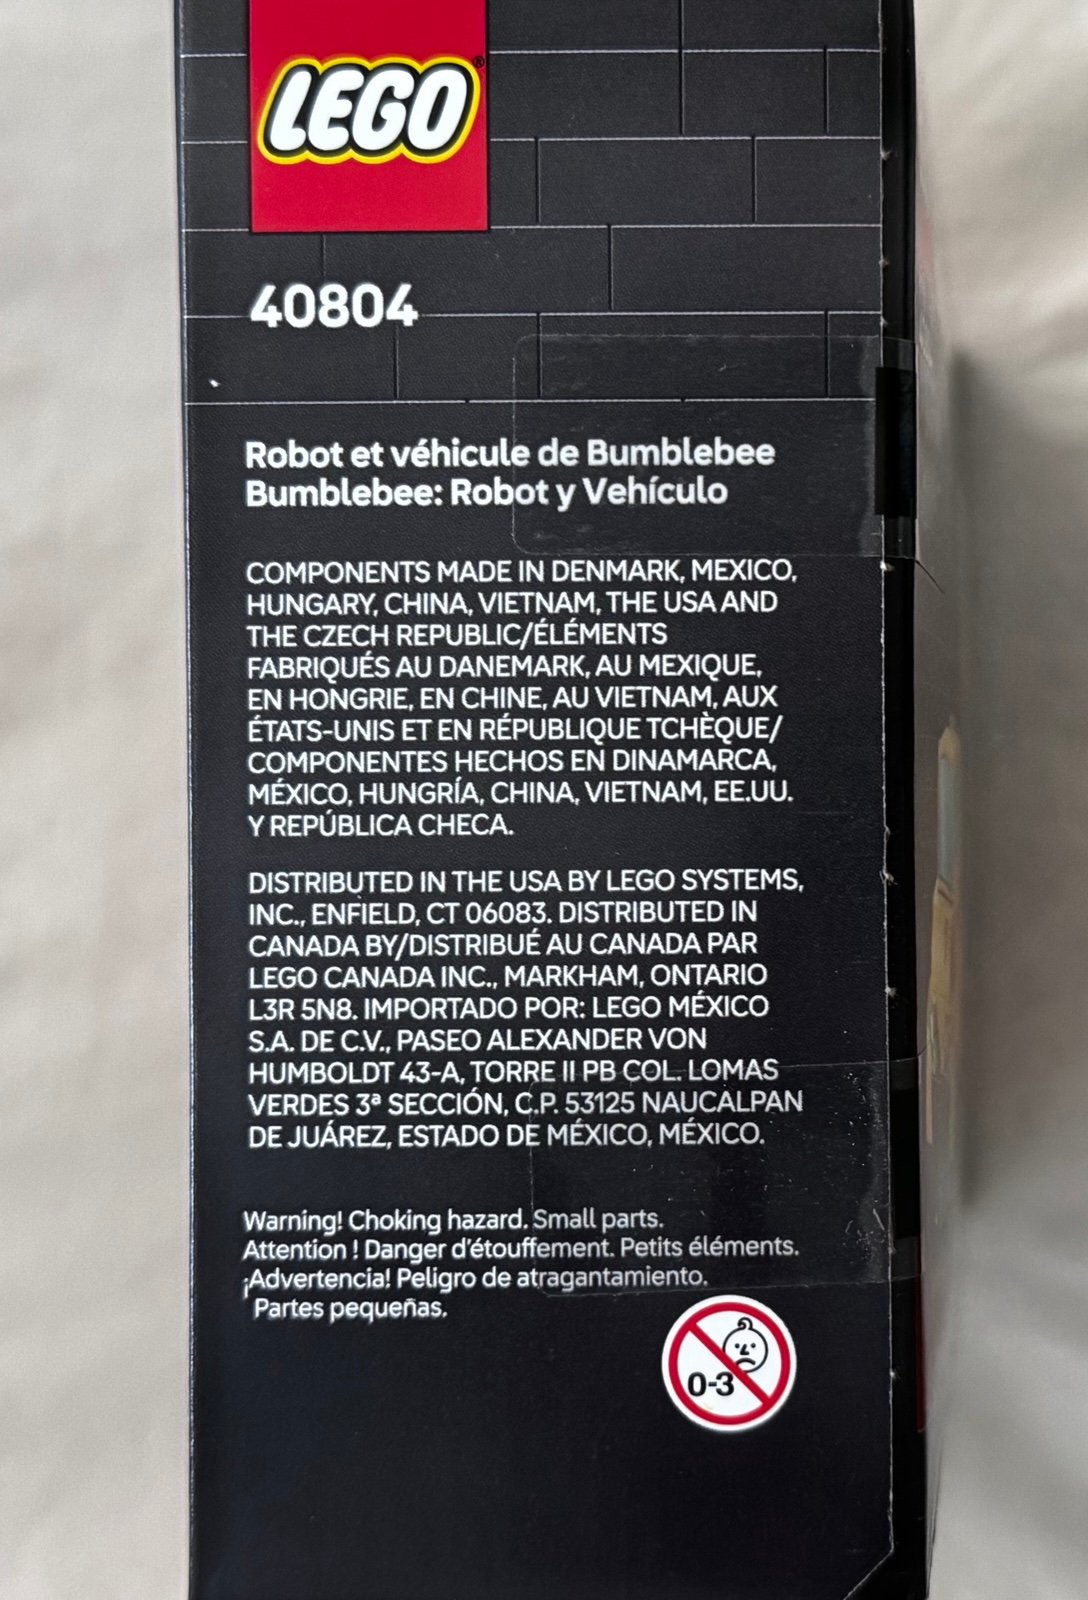 LEGO®
40804
Robot et véhicule de Bumblebee
Bumblebee: Robot y Vehículo
COMPONENTS MADE IN DENMARK, MEXICO,
HUNGARY, CHINA, VIETNAM, THE USA AND
THE CZECH REPUBLIC/ÉLÉMENTS
FABRIQUÉS AU DANEMARK, AU MEXIQUE,
EN HONGRIE, EN CHINE, AU VIETNAM, AUX
ÉTATS-UNIS ET EN RÉPUBLIQUE TCHÈQUE/
COMPONENTES HECHOS EN DINAMARCA,
MÉXICO, HUNGRÍA, CHINA, VIETNAM, EE.UU.
Y REPÚBLICA CHECA.
DISTRIBUTED IN THE USA BY LEGO SYSTEMS,
INC., ENFIELD, CT 06083. DISTRIBUTED IN
CANADA BY/DISTRIBUÉ AU CANADA PAR
LEGO CANADA INC., MARKHAM, ONTARIO
L3R 5N8. IMPORTADO POR: LEGO MÉXICO
S.A. DE C.V., PASEO ALEXANDER VON
HUMBOLDT 43-A, TORRE II PB COL. LOMAS
VERDES 3ª SECCIÓN, C.P. 53125 NAUCALPAN
DE JUÁREZ, ESTADO DE MÉXICO, MÉXICO.
Warning! Choking hazard. Small parts.
Attention ! Danger d'étouffement. Petits éléments.
¡Advertencia! Peligro de atragantamiento.
Partes pequeñas.
0-3